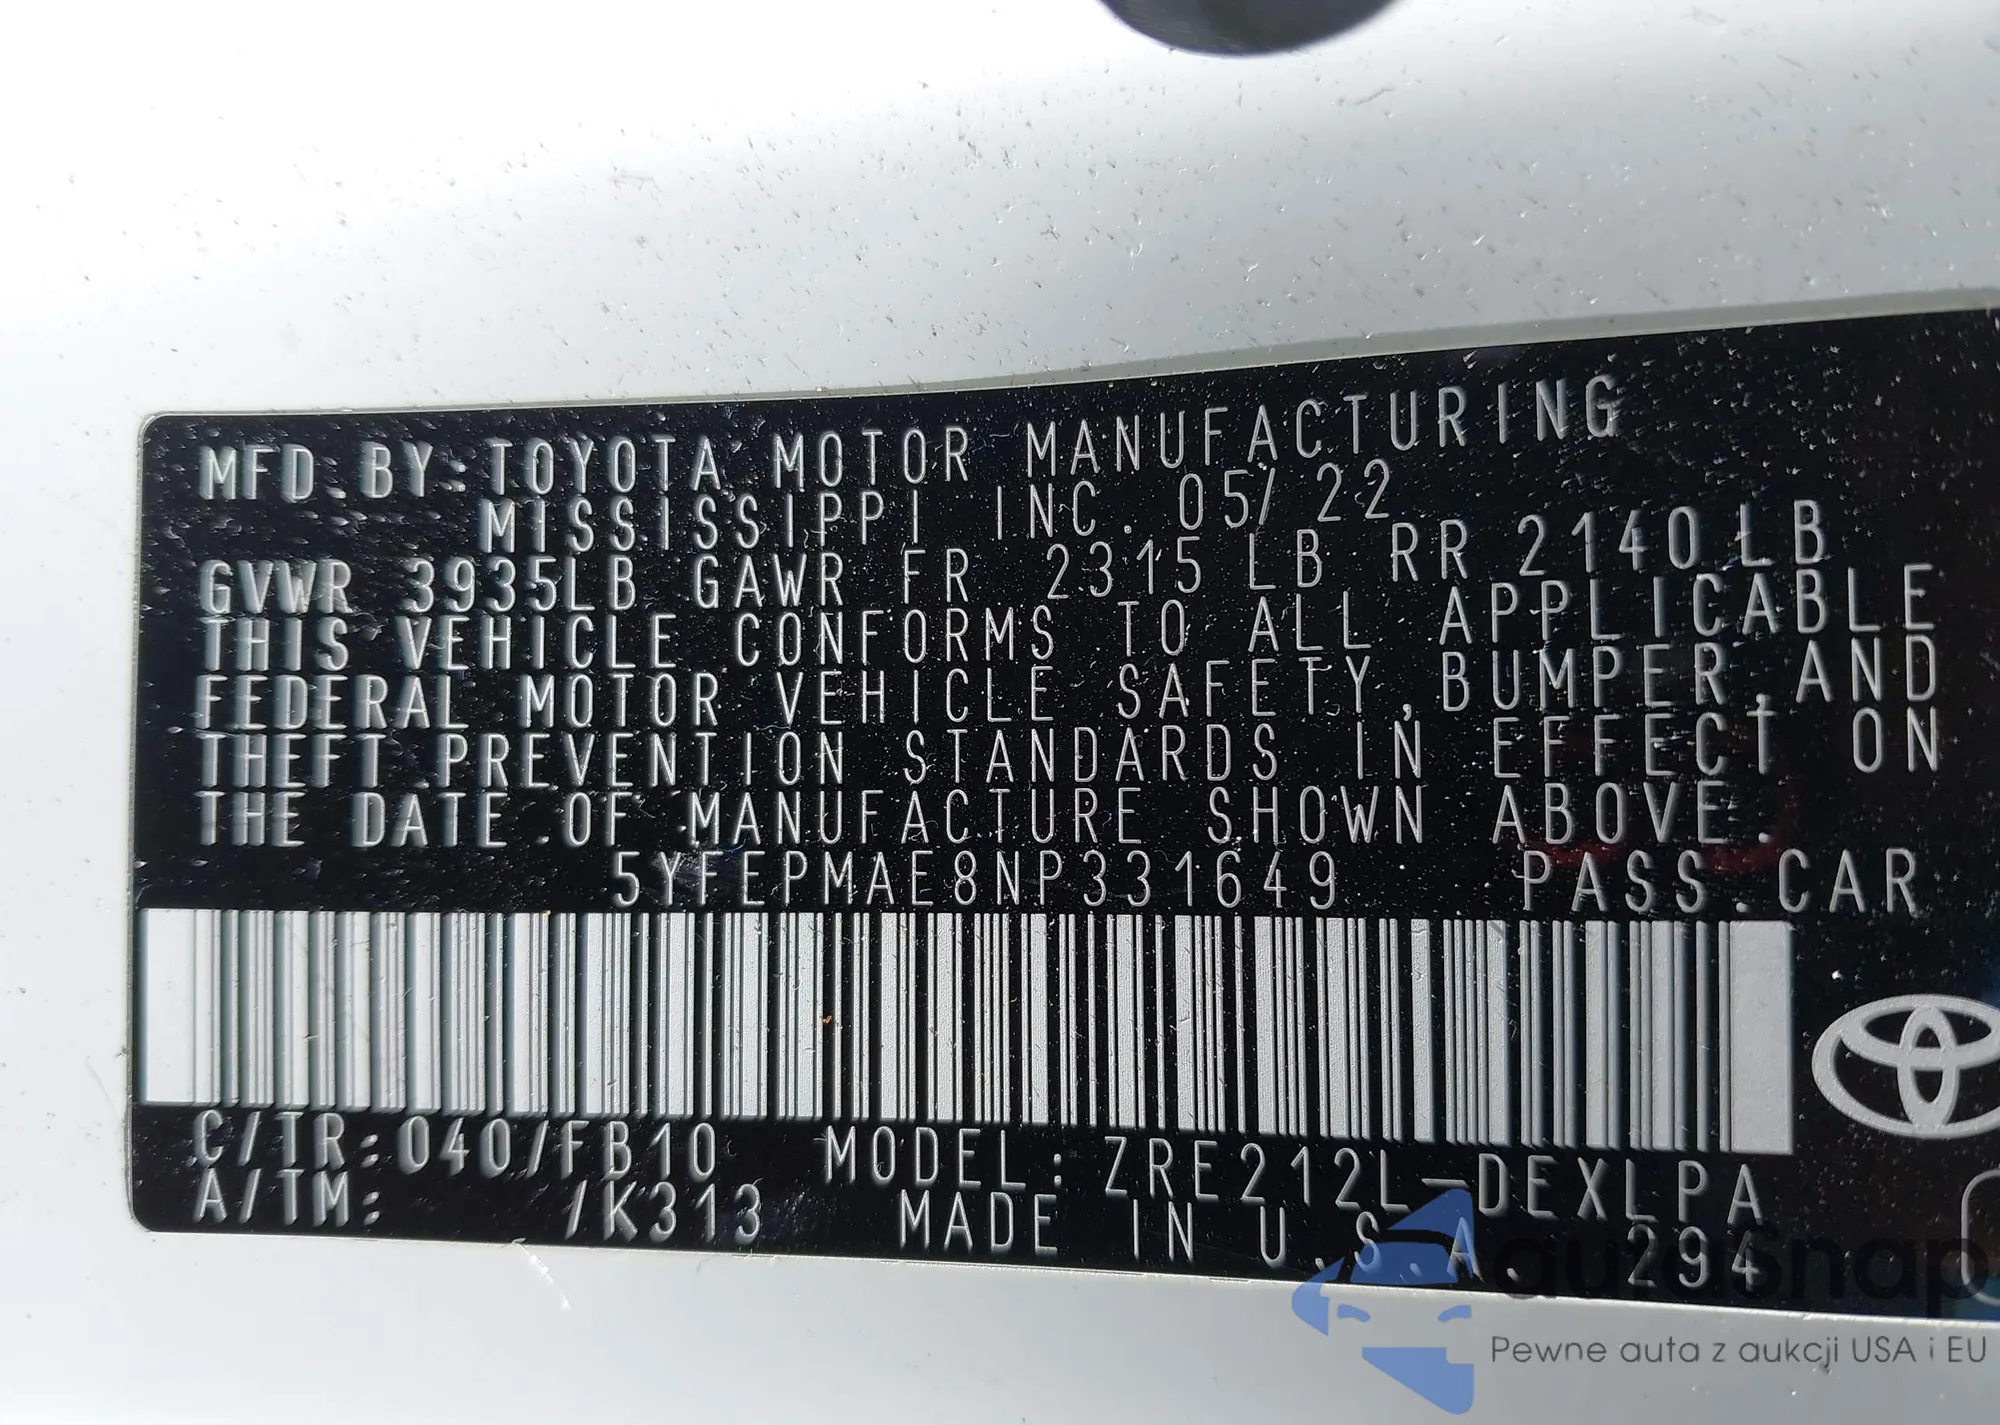 MFD. BY: TOYOTA MOTOR MANUFACTURING
MISSISSIPPI INC. 05/22
GVWR 3935LB GAWR FR 2315 LB RR 2140LB
THIS VEHICLE CONFORMS TO ALL APPLICABLE
FEDERAL MOTOR VEHICLE SAFETY, BUMPER, AND
THEFT PREVENTION STANDARDS IN EFFECT ON
THE DATE OF MANUFACTURE SHOWN ABOVE.
5YFEPMAE8NP331649 PASS. CAR
C/TR: 040/FB10 MODEL: ZRE212L-DEXLPA
A/TM: /K313 MADE IN U.S.A. 294
autosnap
Pewne auta z aukcji USA i EU